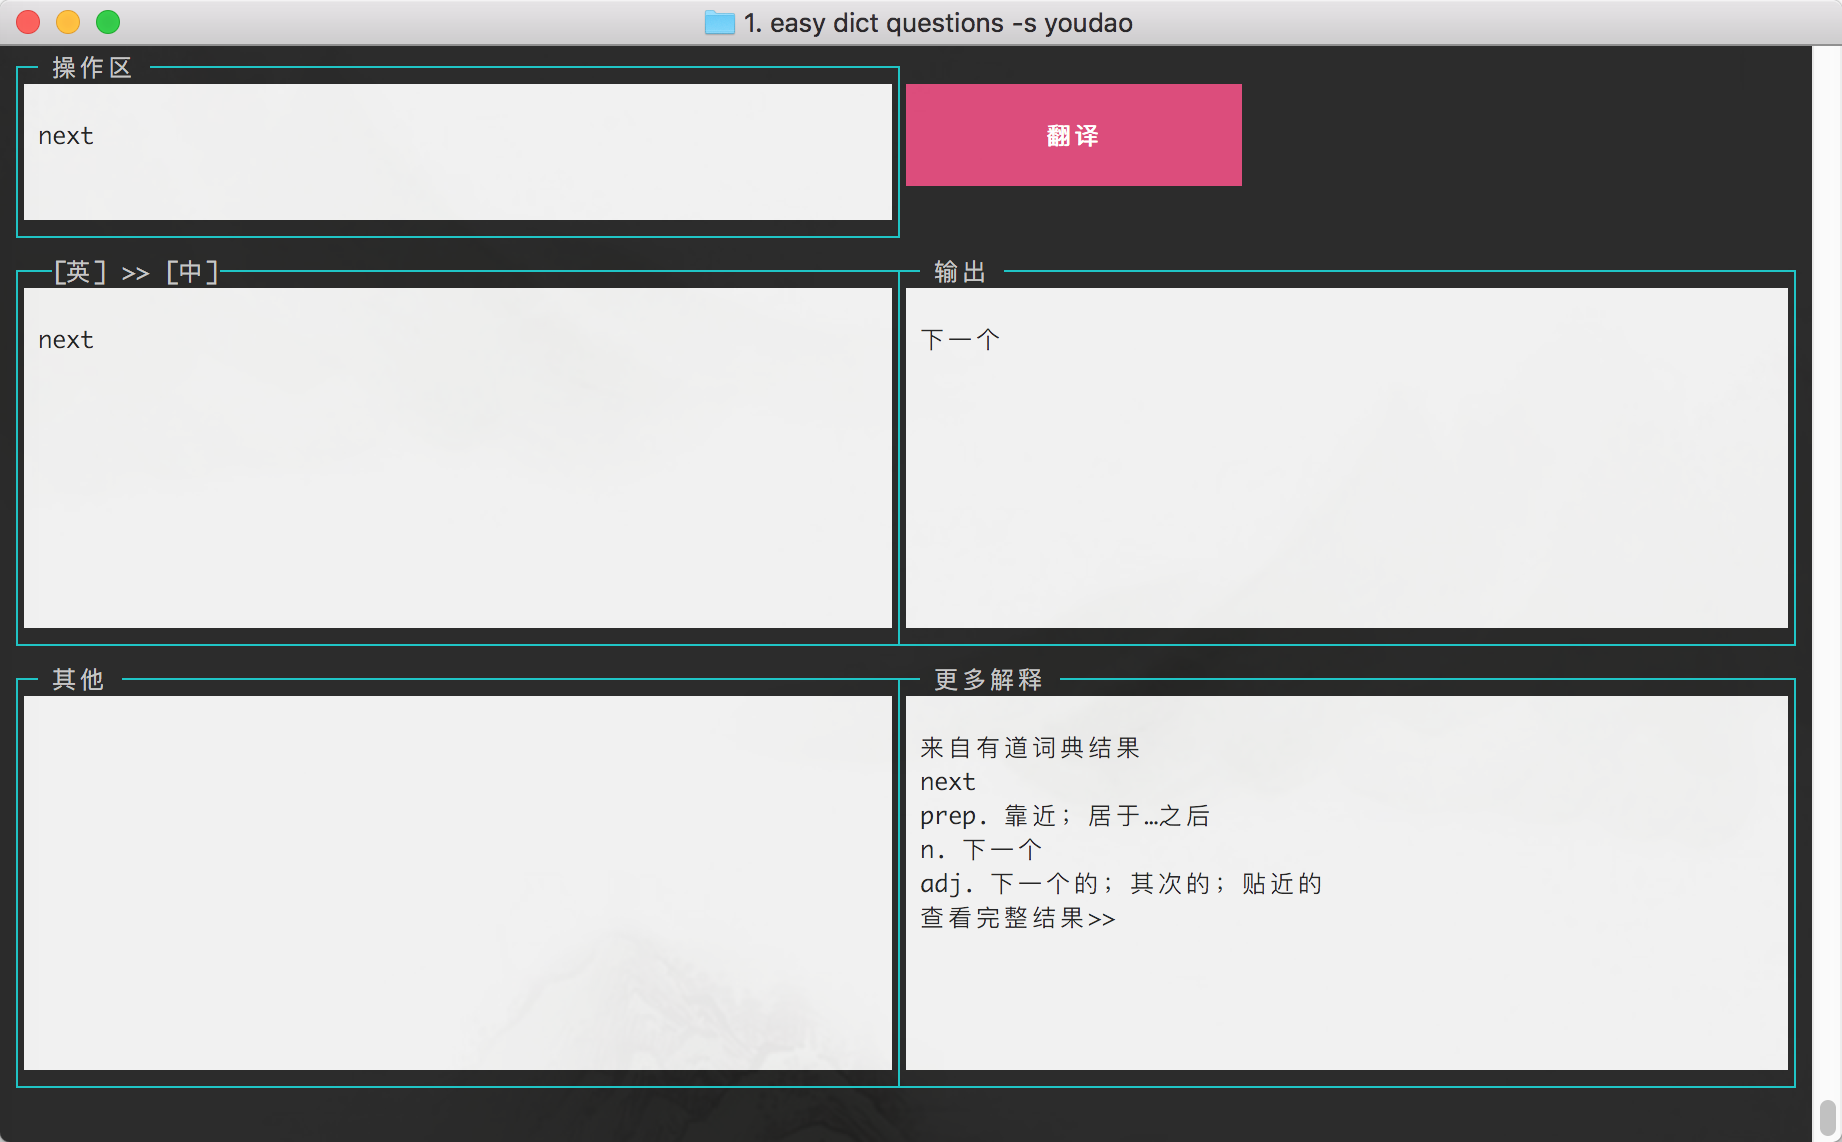 1. easy dict questions -s youdao
操作区
next
翻译
[英] >> [中]
next
输出
下一个
其他
更多解释
来自有道词典结果
next
prep. 靠近；居于…之后
n. 下一个
adj. 下一个的；其次的；贴近的
查看完整结果>>